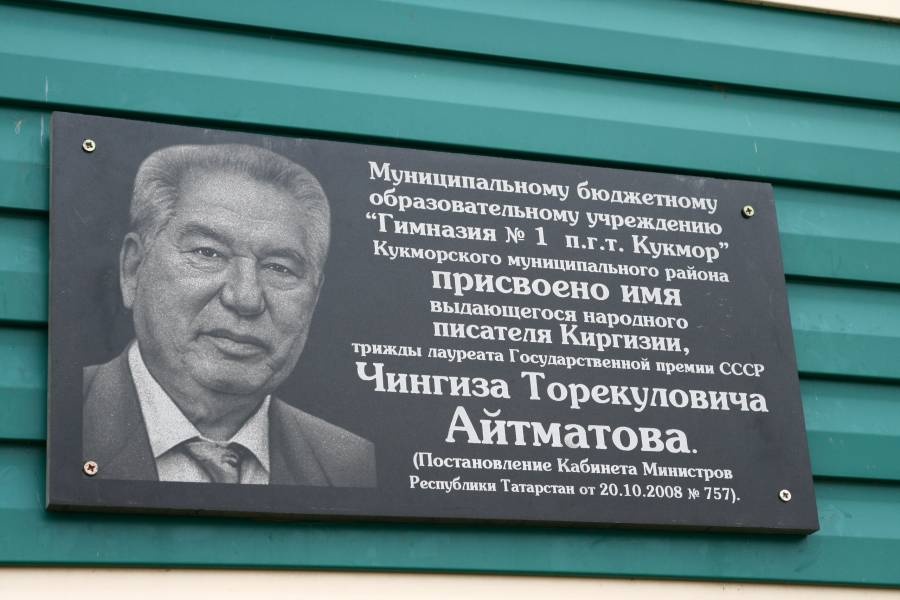 Муниципальному бюджетному
образовательному учреждению
“Гимназия № 1 п.г.т. Кукмор”
Кукморского муниципального района
присвоено имя
выдающегося народного
писателя Киргизии,
трижды лауреата Государственной премии СССР
Чингиза Торекуловича
Айтматова.
(Постановление Кабинета Министров
Республики Татарстан от 20.10.2008 № 757).